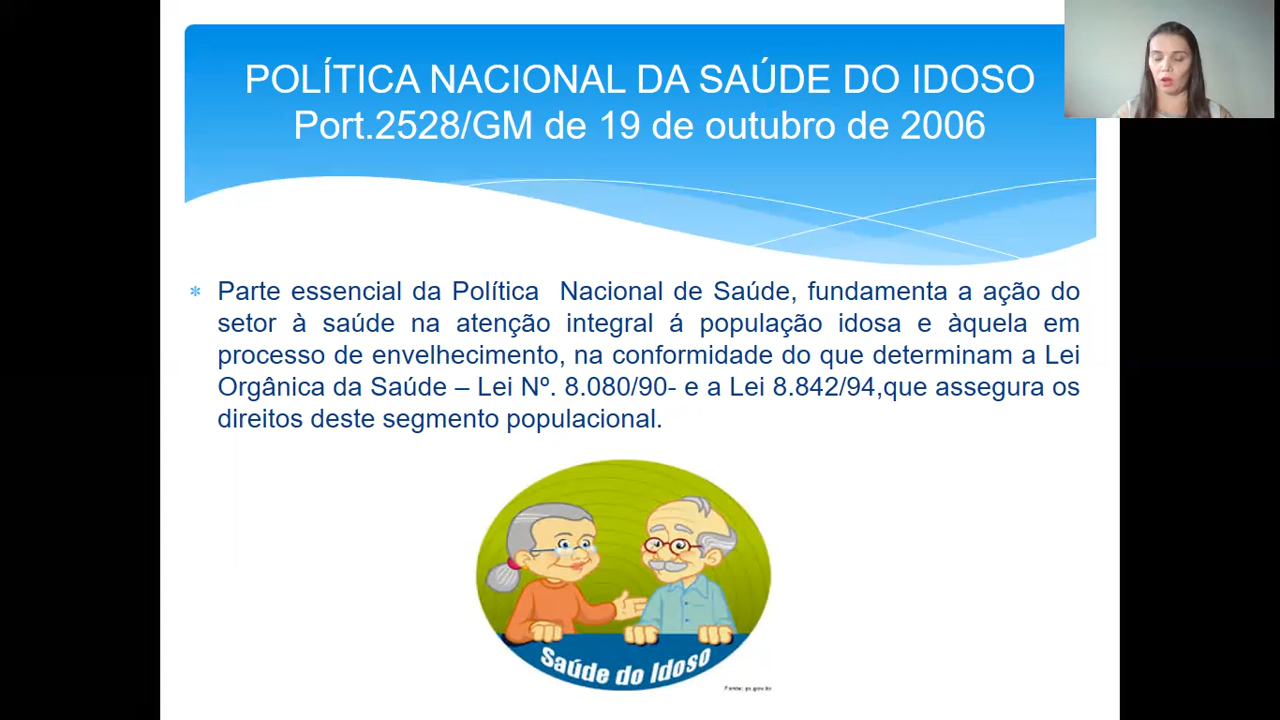 POLÍTICA NACIONAL DA SAÚDE DO IDOSO
Port.2528/GM de 19 de outubro de 2006
* Parte essencial da Política Nacional de Saúde, fundamenta a ação do
setor à saúde na atenção integral á população idosa e àquela em
processo de envelhecimento, na conformidade do que determinam a Lei
Orgânica da Saúde – Lei Nº. 8.080/90- e a Lei 8.842/94,que assegura os
direitos deste segmento populacional.
Saúde do Idoso